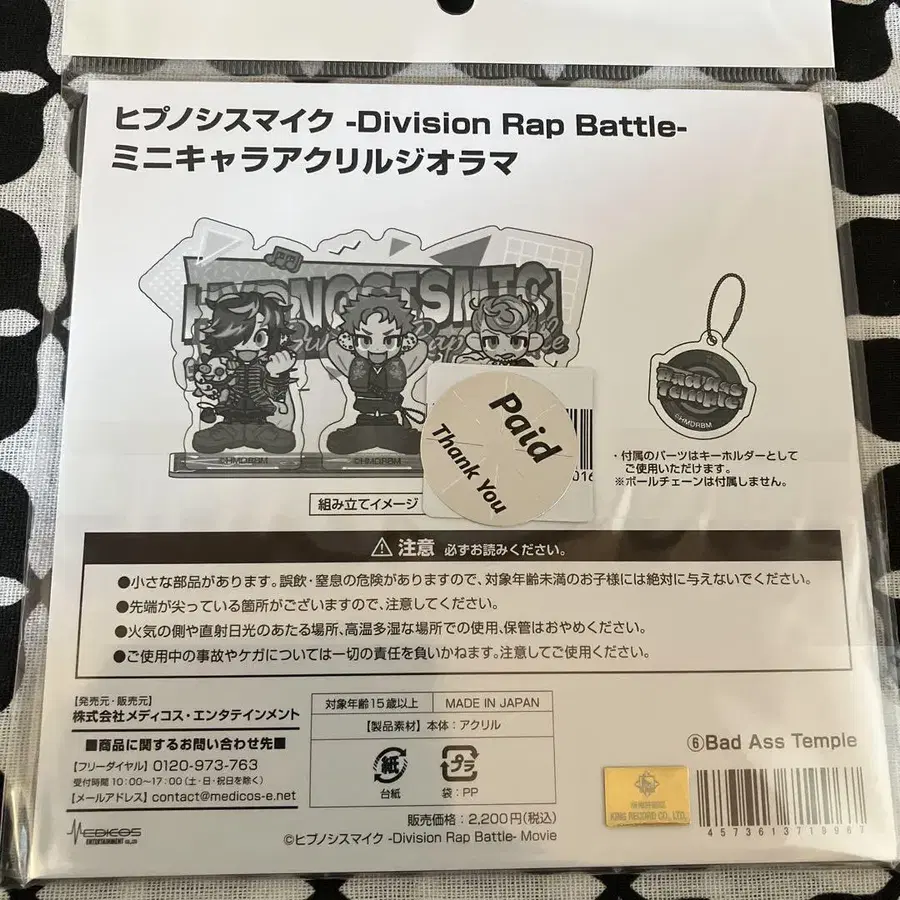 ヒプノシスマイク -Division Rap Battle-
ミニキャラアクリルジオラマ
HYPNOSISMIC
©HMDRBM
©HMDRBM
Bad Ass
Temple
©HMDRBM
Paid
Thank You
016
・付属のパーツはキーホルダーとして
ご使用いただけます。
※ボールチェーンは付属しません。
組み立てイメージ
注意 必ずお読みください。
●小さな部品があります。誤飲・窒息の危険がありますので、対象年齢未満のお子様には絶対に与えないでください。
●先端が尖っている箇所がございますので、注意してください。
●火気の側や直射日光のあたる場所、高温多湿な場所での使用、保管はおやめください。
●ご使用中の事故やケガについては一切の責任を負いかねます。注意してご使用ください。
【発売元・販売元】
株式会社メディコス・エンタテインメント
■商品に関するお問い合わせ先■
【フリーダイヤル】0120-973-763
受付時間 10:00～17:00(土・日・祝日を除く)
【メールアドレス】contact@medicos-e.net
MEDICOS
ENTERTAINMENT co.,ltd
対象年齢15歳以上 MADE IN JAPAN
【製品素材】本体:アクリル
紙
台紙
プラ
袋:PP
販売価格:2,200円(税込)
©ヒプノシスマイク -Division Rap Battle- Movie
⑥Bad Ass Temple
KING RECORD CO., LTD.
4573613719967